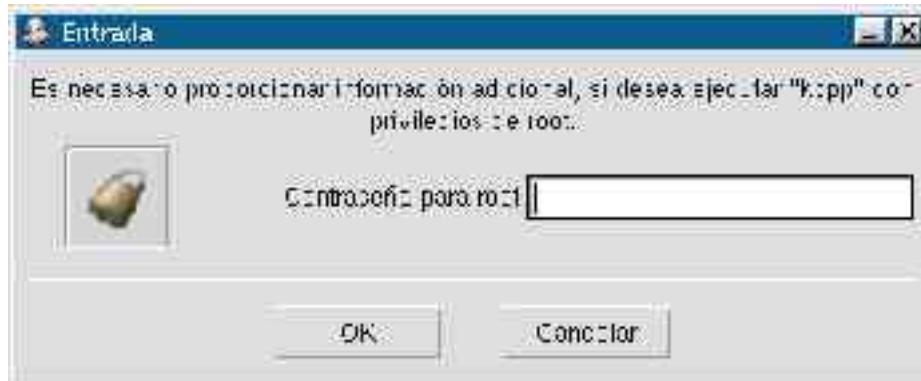 Entrada
Es necesario proporcionar información adicional, si desea ejecutar "kppp" con
privilegios de root.
Contraseña para root
OK
Cancelar